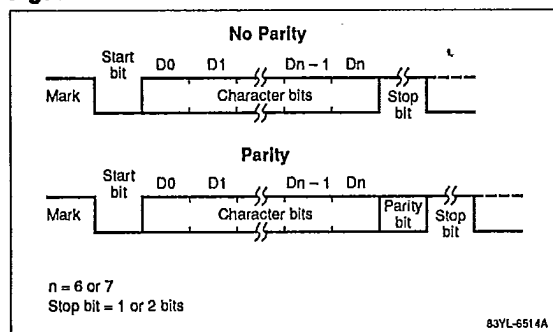 No Parity
Start bit D0 D1 Dn – 1 Dn
Mark Character bits Stop bit
Parity
Start bit D0 D1 Dn – 1 Dn
Mark Character bits Parity bit Stop bit
n = 6 or 7
Stop bit = 1 or 2 bits
83YL-6514A